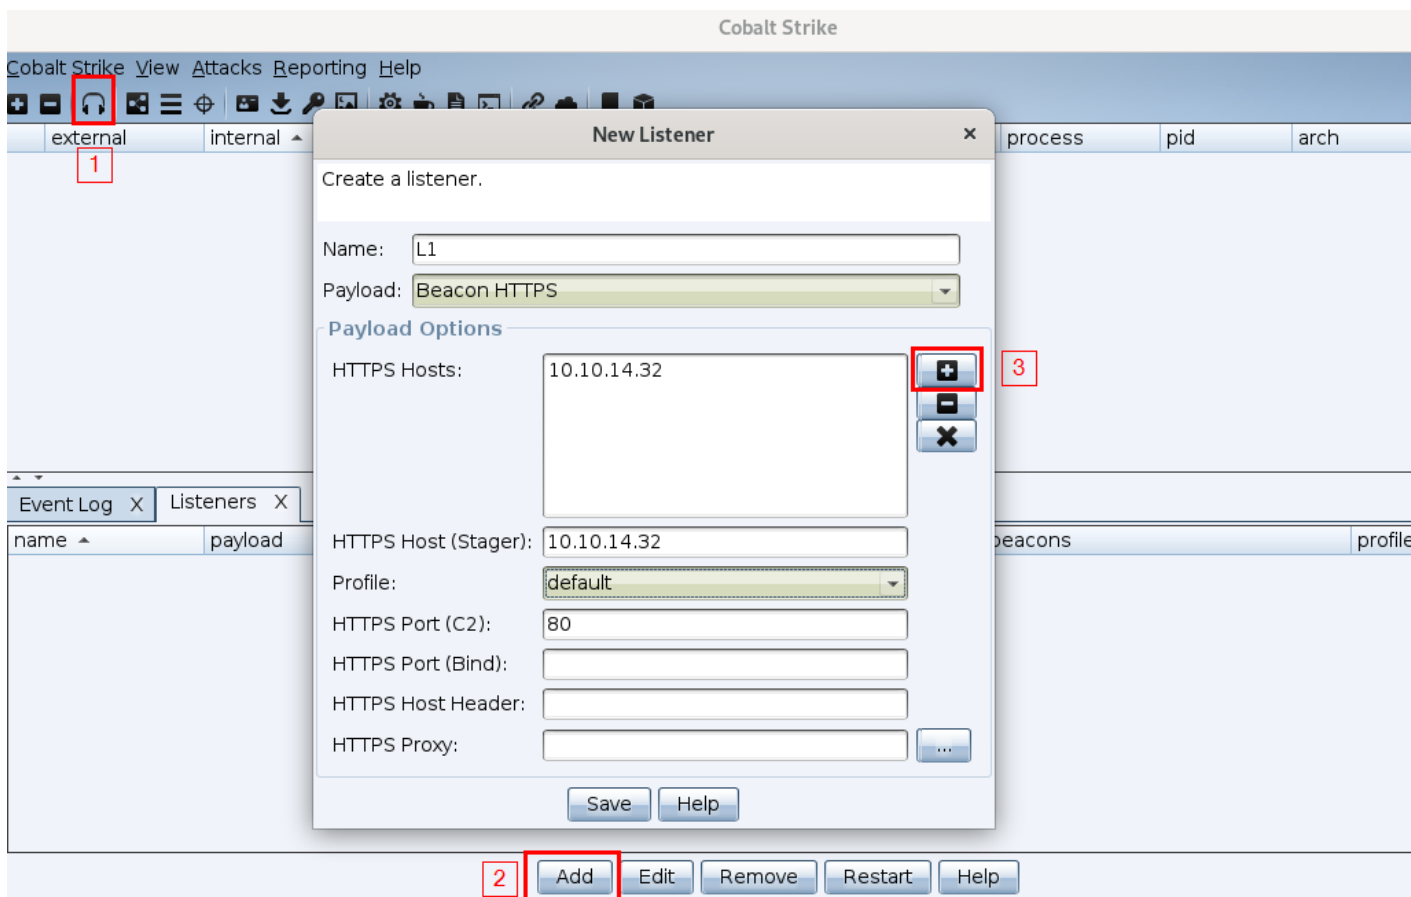 Cobalt Strike
Cobalt Strike View Attacks Reporting Help
external internal process pid arch
1
New Listener
Create a listener.
Name: L1
Payload: Beacon HTTPS
Payload Options
HTTPS Hosts: 10.10.14.32
3
Event Log X Listeners X
name payload beacons profile
HTTPS Host (Stager): 10.10.14.32
Profile: default
HTTPS Port (C2): 80
HTTPS Port (Bind):
HTTPS Host Header:
HTTPS Proxy: ...
Save Help
2 Add Edit Remove Restart Help